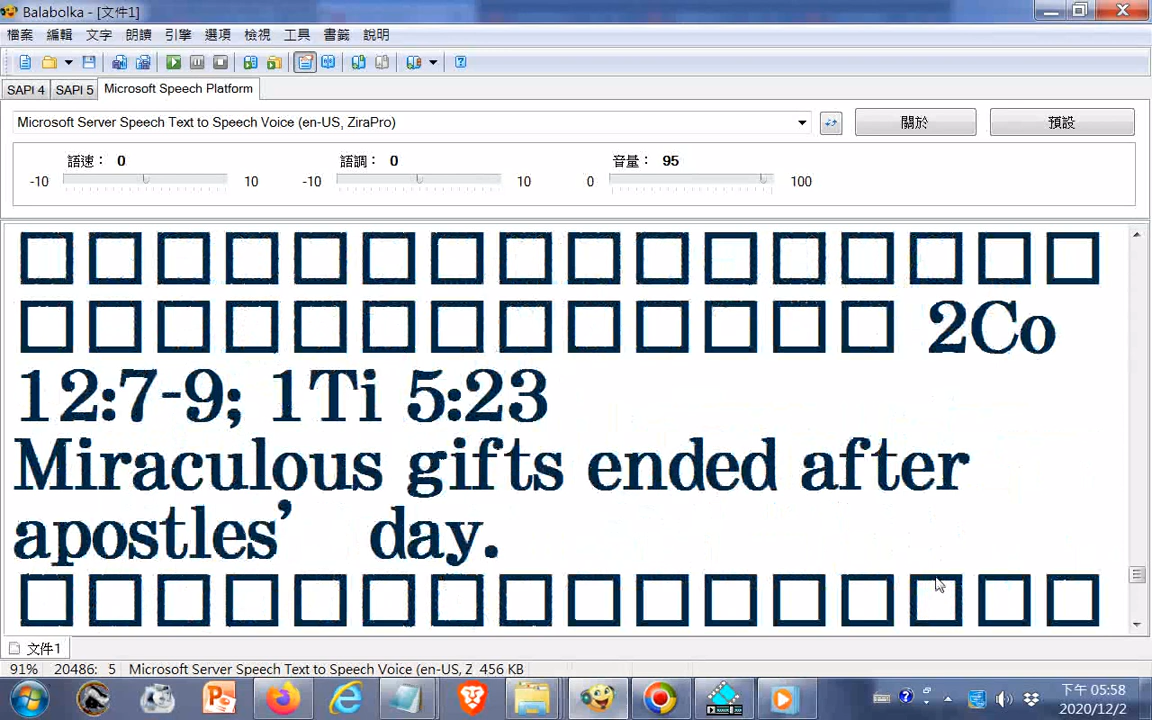 Balabolka - [文件1]
檔案 編輯 文字 朗讀 引擎 選項 檢視 工具 書籤 說明
SAPI 4 SAPI 5 Microsoft Speech Platform
Microsoft Server Speech Text to Speech Voice (en-US, ZiraPro) 關於 預設
語速： 0 語調： 0 音量： 95
-10 10 -10 10 0 100
□□□□□□□□□□□□□□□□
□□□□□□□□□□□□□ 2Co
12:7-9; 1Ti 5:23
Miraculous gifts ended after
apostles’ day.
□□□□□□□□□□□□□□□□
文件1
91% 20486: 5 Microsoft Server Speech Text to Speech Voice (en-US, Z 456 KB
下午 05:58
2020/12/2